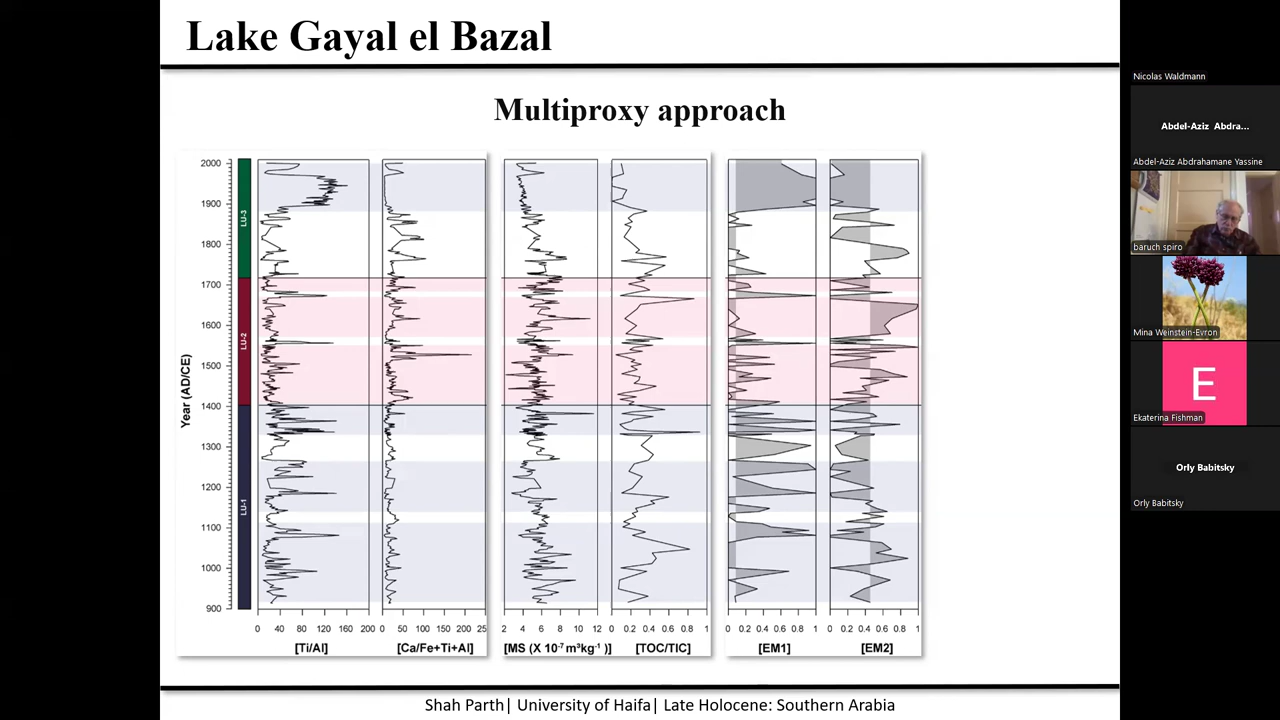 Lake Gayal el Bazal
Multiproxy approach
Year (AD/CE)
2000
1900
1800
1700
1600
1500
1400
1300
1200
1100
1000
900
LU-3
LU-2
LU-1
0 40 80 120 160 200
[Ti/Al]
0 50 100 150 200 25
[Ca/Fe+Ti+Al]
2 4 6 8 10 12
[MS (X 10⁻⁷ m³kg⁻¹ )]
0 0.2 0.4 0.6 0.8 1
[TOC/TIC]
0 0.2 0.4 0.6 0.8 1
[EM1]
0 0.2 0.4 0.6 0.8 1
[EM2]
Shah Parth| University of Haifa| Late Holocene: Southern Arabia
Nicolas Waldmann
Abdel-Aziz Abdra...
Abdel-Aziz Abdrahamane Yassine
baruch spiro
Mina Weinstein-Evron
E
Ekaterina Fishman
Orly Babitsky
Orly Babitsky